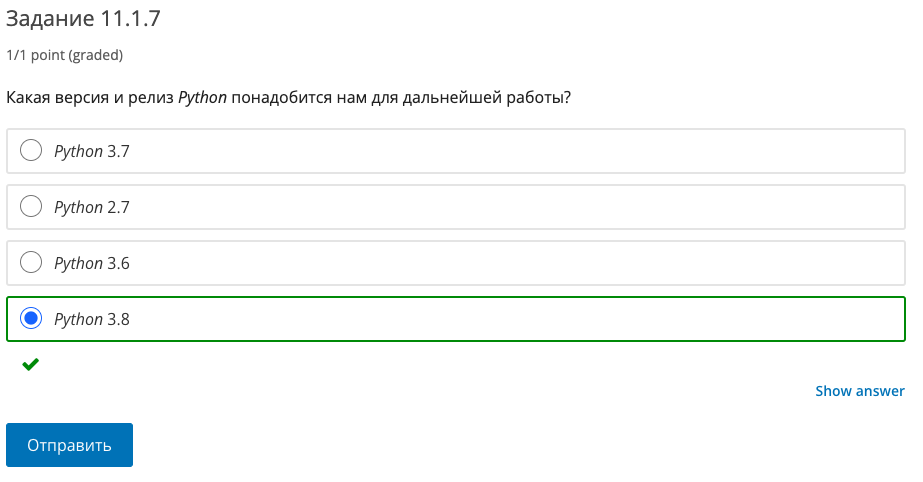 Задание 11.1.7
1/1 point (graded)
Какая версия и релиз Python понадобится нам для дальнейшей работы?
Python 3.7
Python 2.7
Python 3.6
Python 3.8
Show answer
Отправить